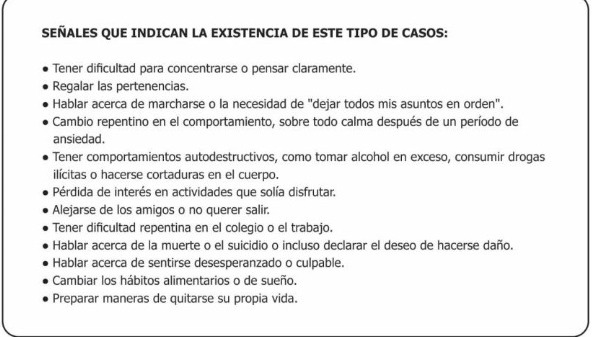 SEÑALES QUE INDICAN LA EXISTENCIA DE ESTE TIPO DE CASOS:
● Tener dificultad para concentrarse o pensar claramente.
● Regalar las pertenencias.
● Hablar acerca de marcharse o la necesidad de "dejar todos mis asuntos en orden".
● Cambio repentino en el comportamiento, sobre todo calma después de un período de
ansiedad.
● Tener comportamientos autodestructivos, como tomar alcohol en exceso, consumir drogas
ilícitas o hacerse cortaduras en el cuerpo.
● Pérdida de interés en actividades que solía disfrutar.
● Alejarse de los amigos o no querer salir.
● Tener dificultad repentina en el colegio o el trabajo.
● Hablar acerca de la muerte o el suicidio o incluso declarar el deseo de hacerse daño.
● Hablar acerca de sentirse desesperanzado o culpable.
● Cambiar los hábitos alimentarios o de sueño.
● Preparar maneras de quitarse su propia vida.